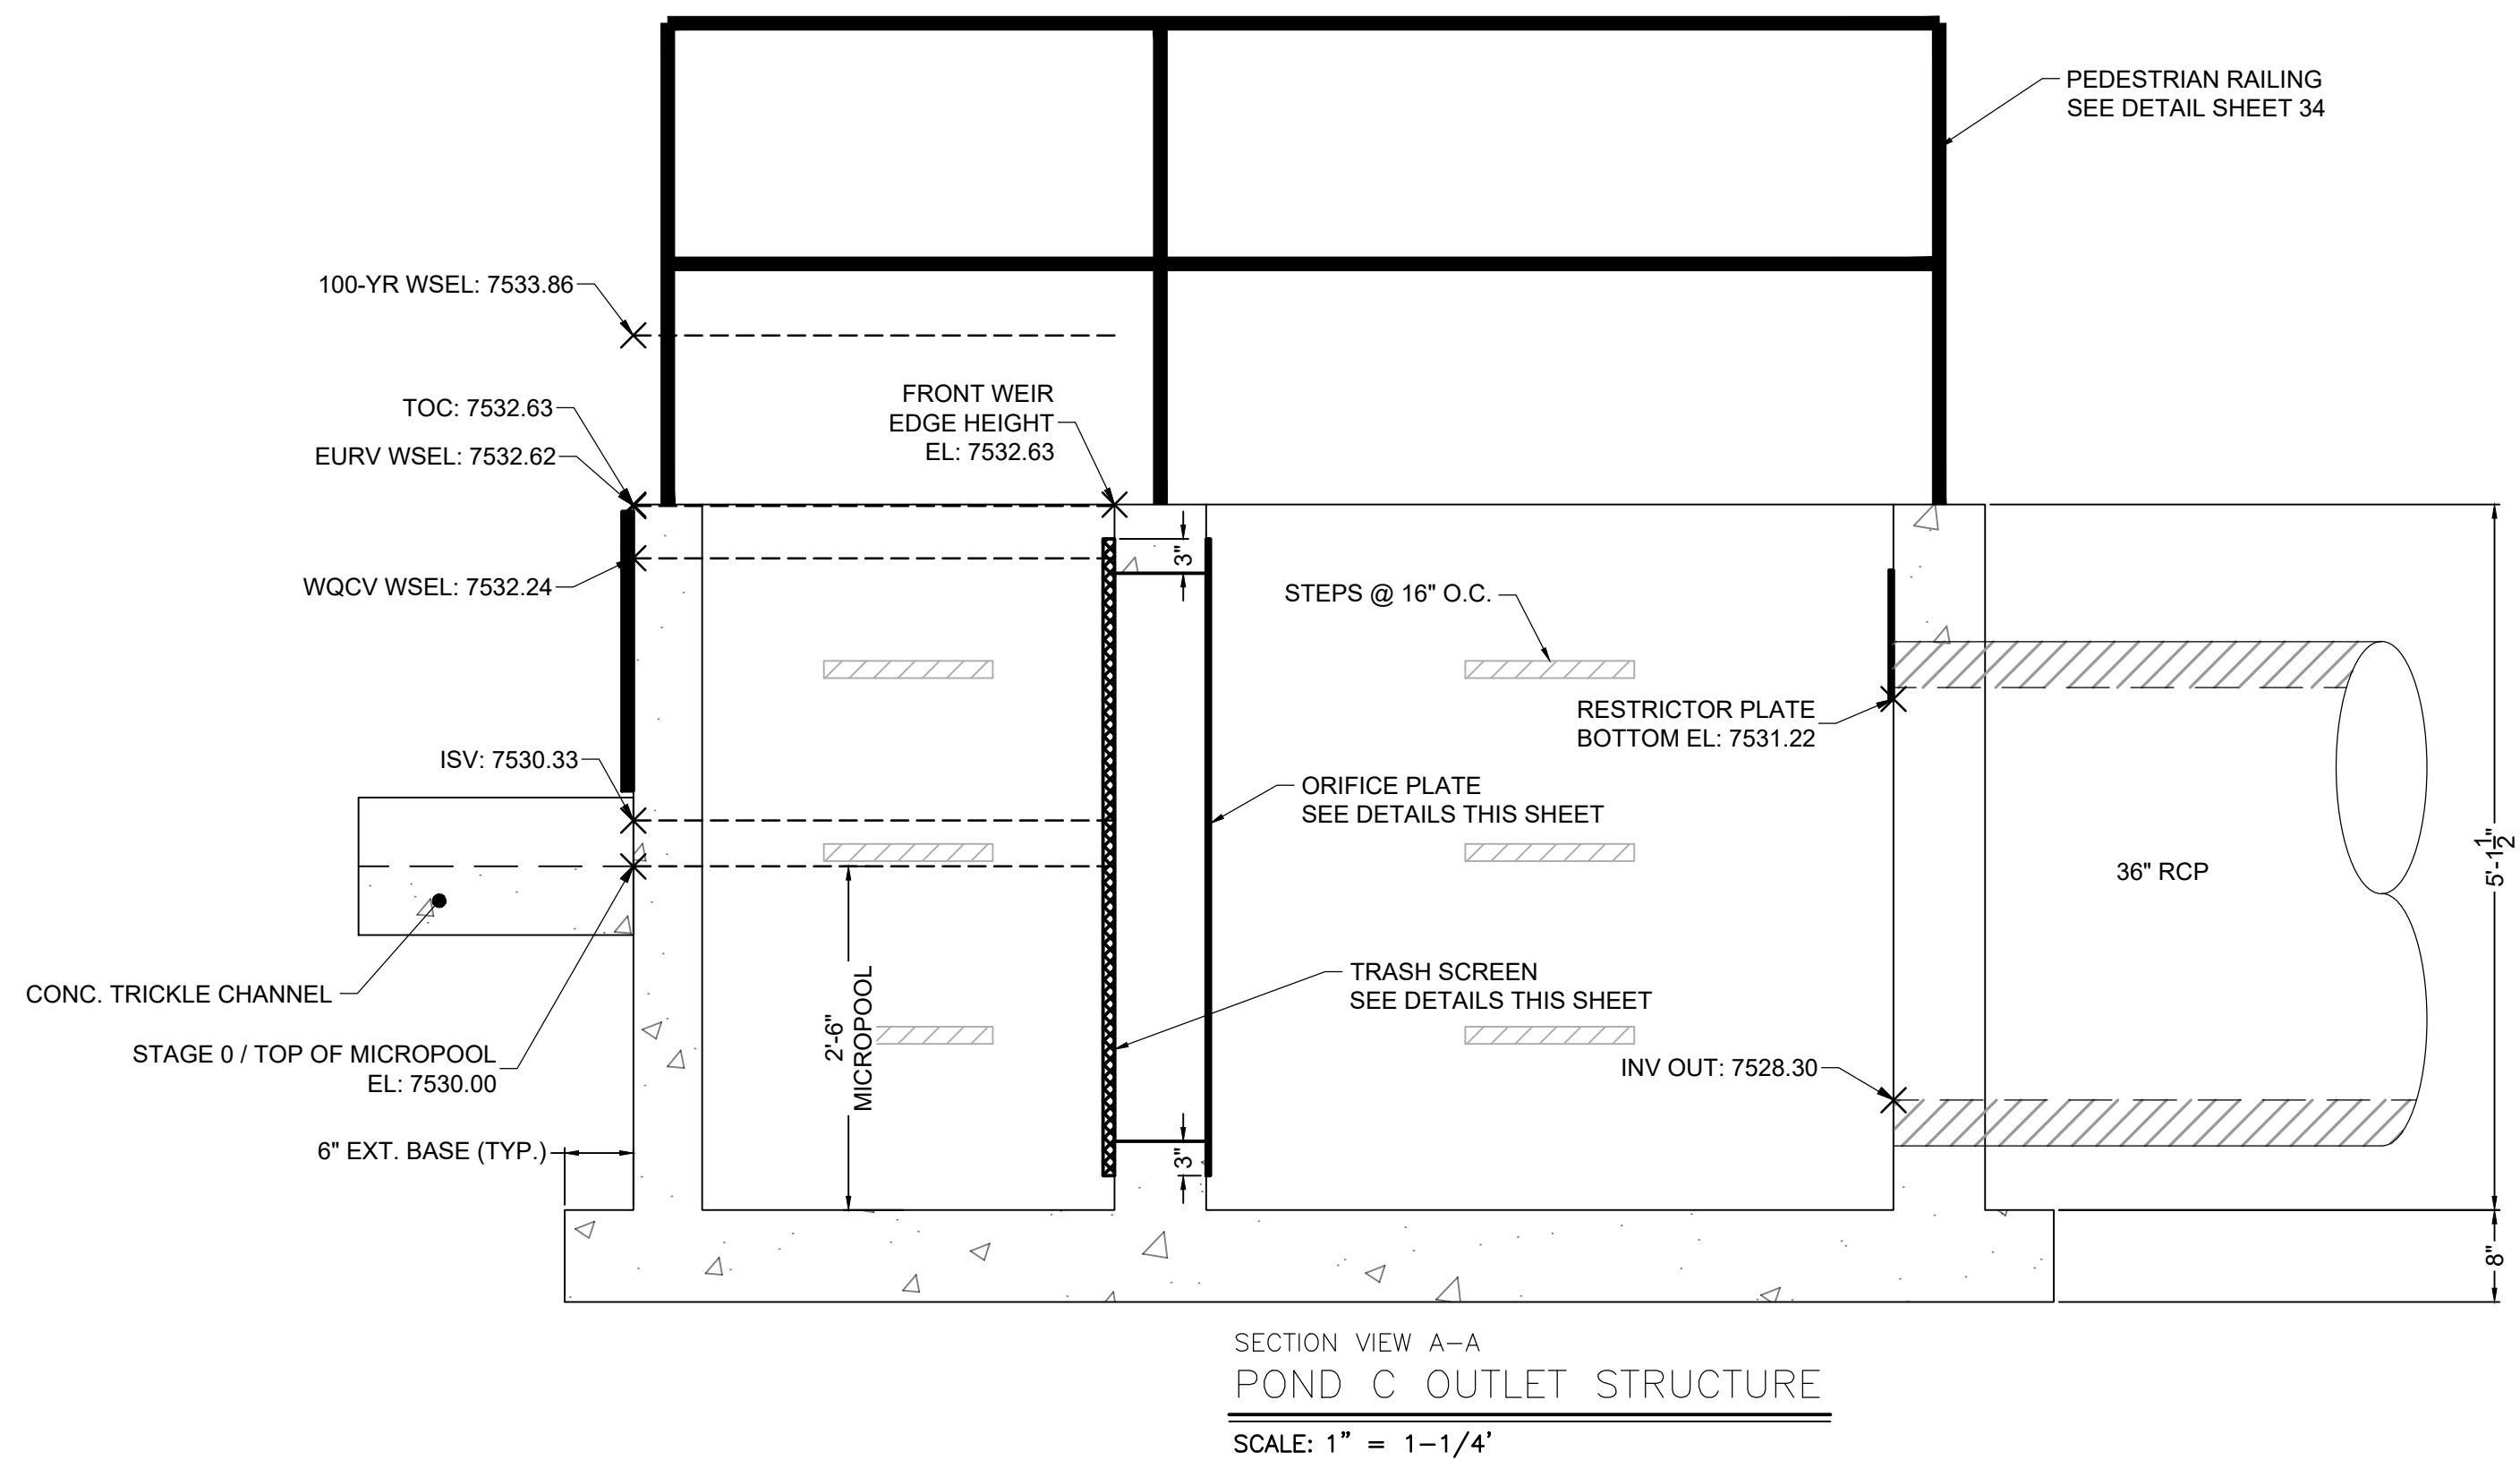 PEDESTRIAN RAILING
SEE DETAIL SHEET 34
100-YR WSEL: 7533.86
TOC: 7532.63
EURV WSEL: 7532.62
FRONT WEIR
EDGE HEIGHT
EL: 7532.63
WQCV WSEL: 7532.24
3"
STEPS @ 16" O.C.
RESTRICTOR PLATE
BOTTOM EL: 7531.22
ISV: 7530.33
ORIFICE PLATE
SEE DETAILS THIS SHEET
36" RCP
5'-1 1/2"
CONC. TRICKLE CHANNEL
TRASH SCREEN
SEE DETAILS THIS SHEET
2'-6"
MICROPOOL
STAGE 0 / TOP OF MICROPOOL
EL: 7530.00
INV OUT: 7528.30
6" EXT. BASE (TYP.)
3"
8"
SECTION VIEW A-A
POND C OUTLET STRUCTURE
SCALE: 1" = 1-1/4'